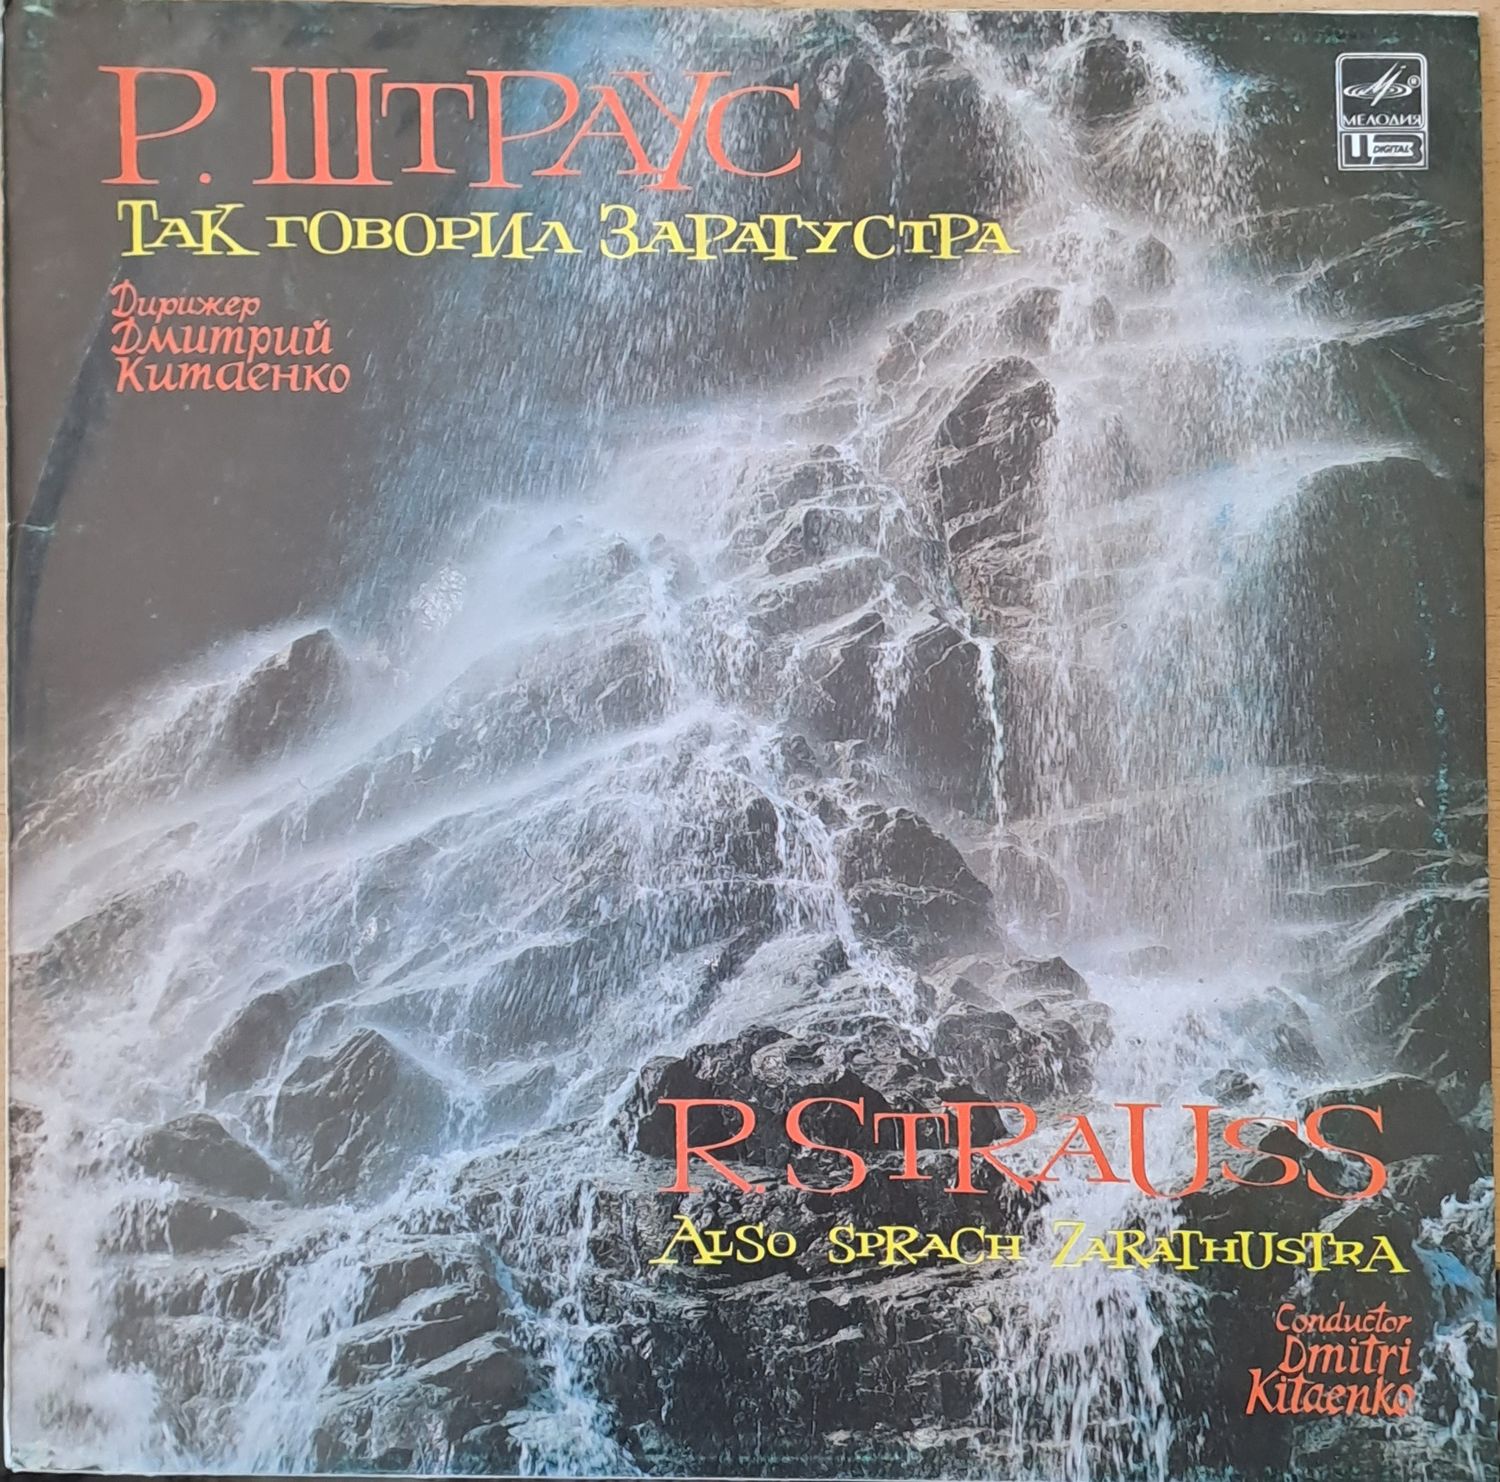 Р. ШТРАУС
ТАК ГОВОРИЛ ЗАРАТУСТРА
Дирижер
Дмитрий
Китаенко
®
МЕЛОДИЯ
DIGITAL
R. STRAUSS
ALSO SPRACH ZARATHUSTRA
Conductor
Dmitri
Kitaenko